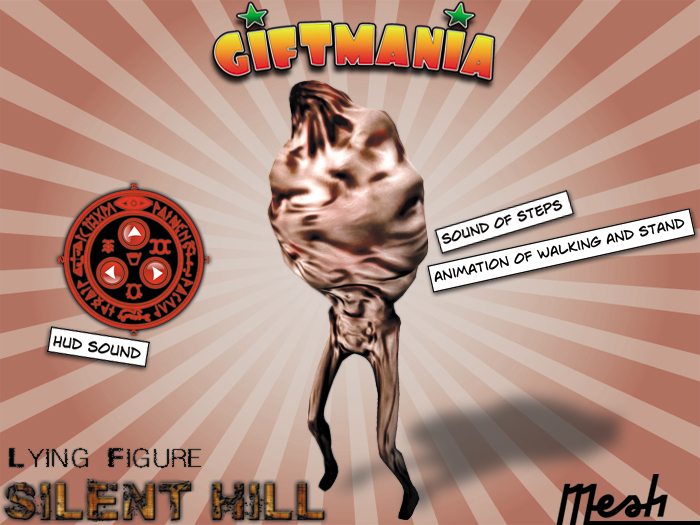 GIFTMANIA
SOUND OF STEPS
ANIMATION OF WALKING AND STAND
HUD SOUND
LYING FIGURE
SILENT HILL
Mesh